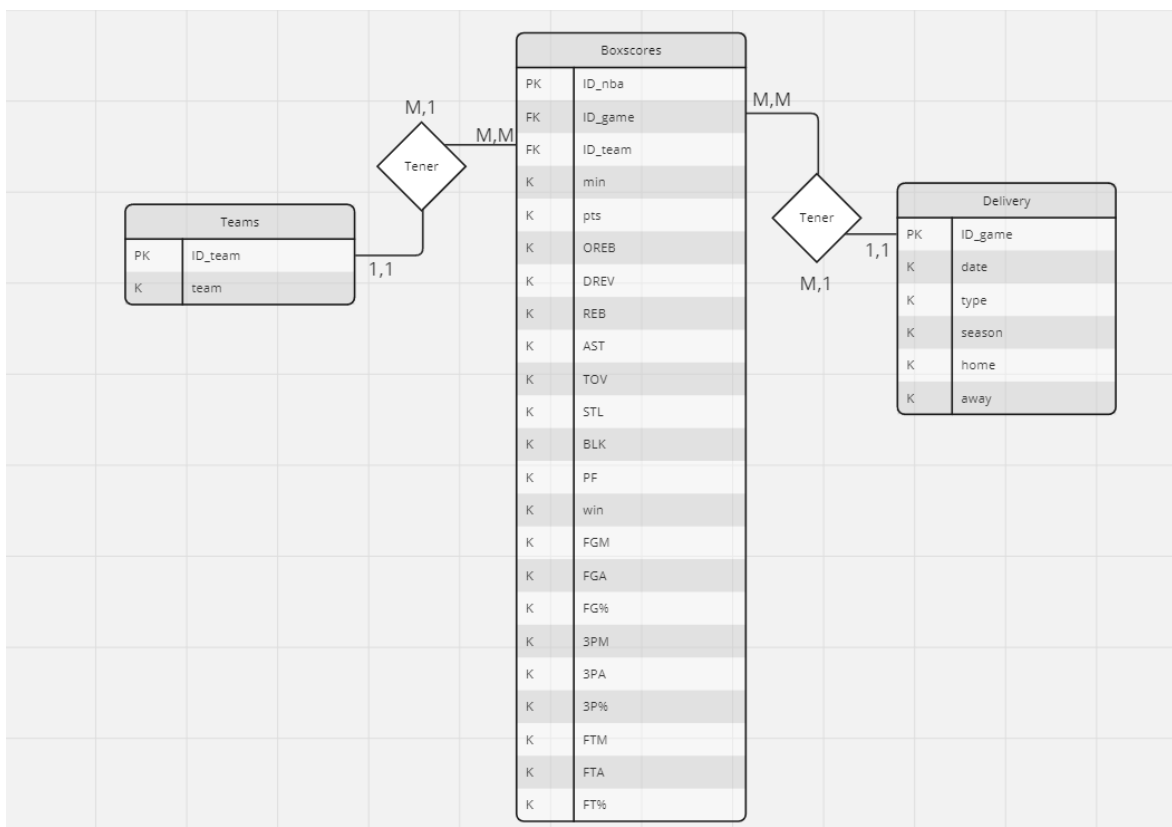 Boxscores
PK ID_nba
FK ID_game
FK ID_team
K min
K pts
K OREB
K DREV
K REB
K AST
K TOV
K STL
K BLK
K PF
K win
K FGM
K FGA
K FG%
K 3PM
K 3PA
K 3P%
K FTM
K FTA
K FT%
M,1
M,M
Tener
1,1
Teams
PK ID_team
K team
M,M
Tener
1,1
M,1
Delivery
PK ID_game
K date
K type
K season
K home
K away